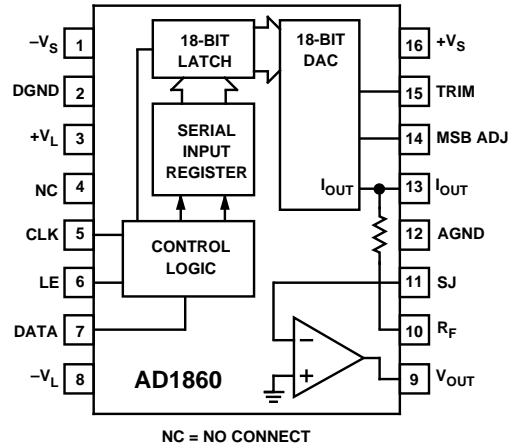 –VS 1
DGND 2
+VL 3
NC 4
CLK 5
LE 6
DATA 7
–VL 8
18-BIT
LATCH
SERIAL
INPUT
REGISTER
CONTROL
LOGIC
18-BIT
DAC
IOUT
–
+
AD1860
16 +VS
15 TRIM
14 MSB ADJ
13 IOUT
12 AGND
11 SJ
10 RF
9 VOUT
NC = NO CONNECT